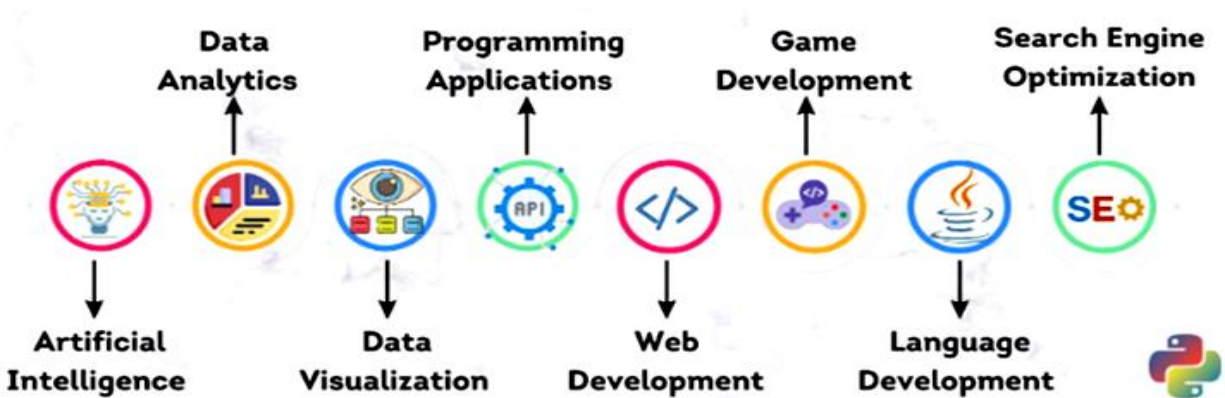 Data
Analytics
Programming
Applications
Game
Development
Search Engine
Optimization
API
</>
</>
SEO
Artificial
Intelligence
Data
Visualization
Web
Development
Language
Development